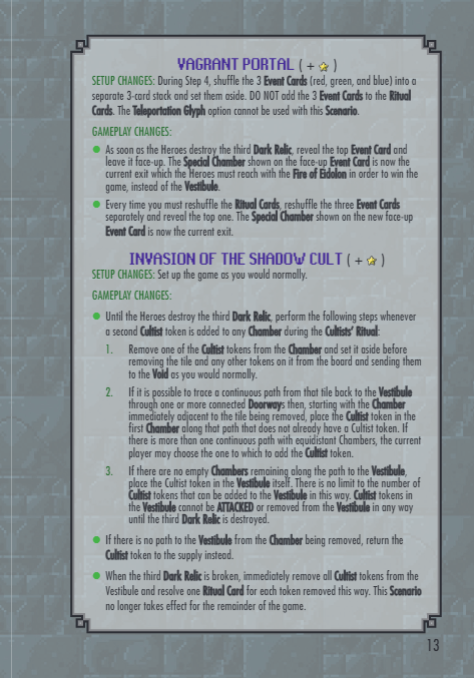 VAGRANT PORTAL ( + ☆ )
SETUP CHANGES: During Step 4, shuffle the 3 Event Cards (red, green, and blue) into a
separate 3-card stack and set them aside. DO NOT add the 3 Event Cards to the Ritual
Cards. The Teleportation Glyph option cannot be used with this Scenario.
GAMEPLAY CHANGES:
● As soon as the Heroes destroy the third Dark Relic, reveal the top Event Card and
leave it face-up. The Special Chamber shown on the face-up Event Card is now the
current exit which the Heroes must reach with the Fire of Eidolon in order to win the
game, instead of the Vestibule.
● Every time you must reshuffle the Ritual Cards, reshuffle the three Event Cards
separately and reveal the top one. The Special Chamber shown on the new face-up
Event Card is now the current exit.
INVASION OF THE SHADOW CULT ( + ☆ )
SETUP CHANGES: Set up the game as you would normally.
GAMEPLAY CHANGES:
● Until the Heroes destroy the third Dark Relic, perform the following steps whenever
a second Cultist token is added to any Chamber during the Cultists' Ritual:
1. Remove one of the Cultist tokens from the Chamber and set it aside before
removing the tile and any other tokens on it from the board and sending them
to the Void as you would normally.
2. If it is possible to trace a continuous path from that tile back to the Vestibule
through one or more connected Doorways then, starting with the Chamber
immediately adjacent to the tile being removed, place the Cultist token in the
first Chamber along that path that does not already have a Cultist token. If
there is more than one continuous path with equidistant Chambers, the current
player may choose the one to which to add the Cultist token.
3. If there are no empty Chambers remaining along the path to the Vestibule,
place the Cultist token in the Vestibule itself. There is no limit to the number of
Cultist tokens that can be added to the Vestibule in this way. Cultist tokens in
the Vestibule cannot be ATTACKED or removed from the Vestibule in any way
until the third Dark Relic is destroyed.
● If there is no path to the Vestibule from the Chamber being removed, return the
Cultist token to the supply instead.
● When the third Dark Relic is broken, immediately remove all Cultist tokens from the
Vestibule and resolve one Ritual Card for each token removed this way. This Scenario
no longer takes effect for the remainder of the game.
13